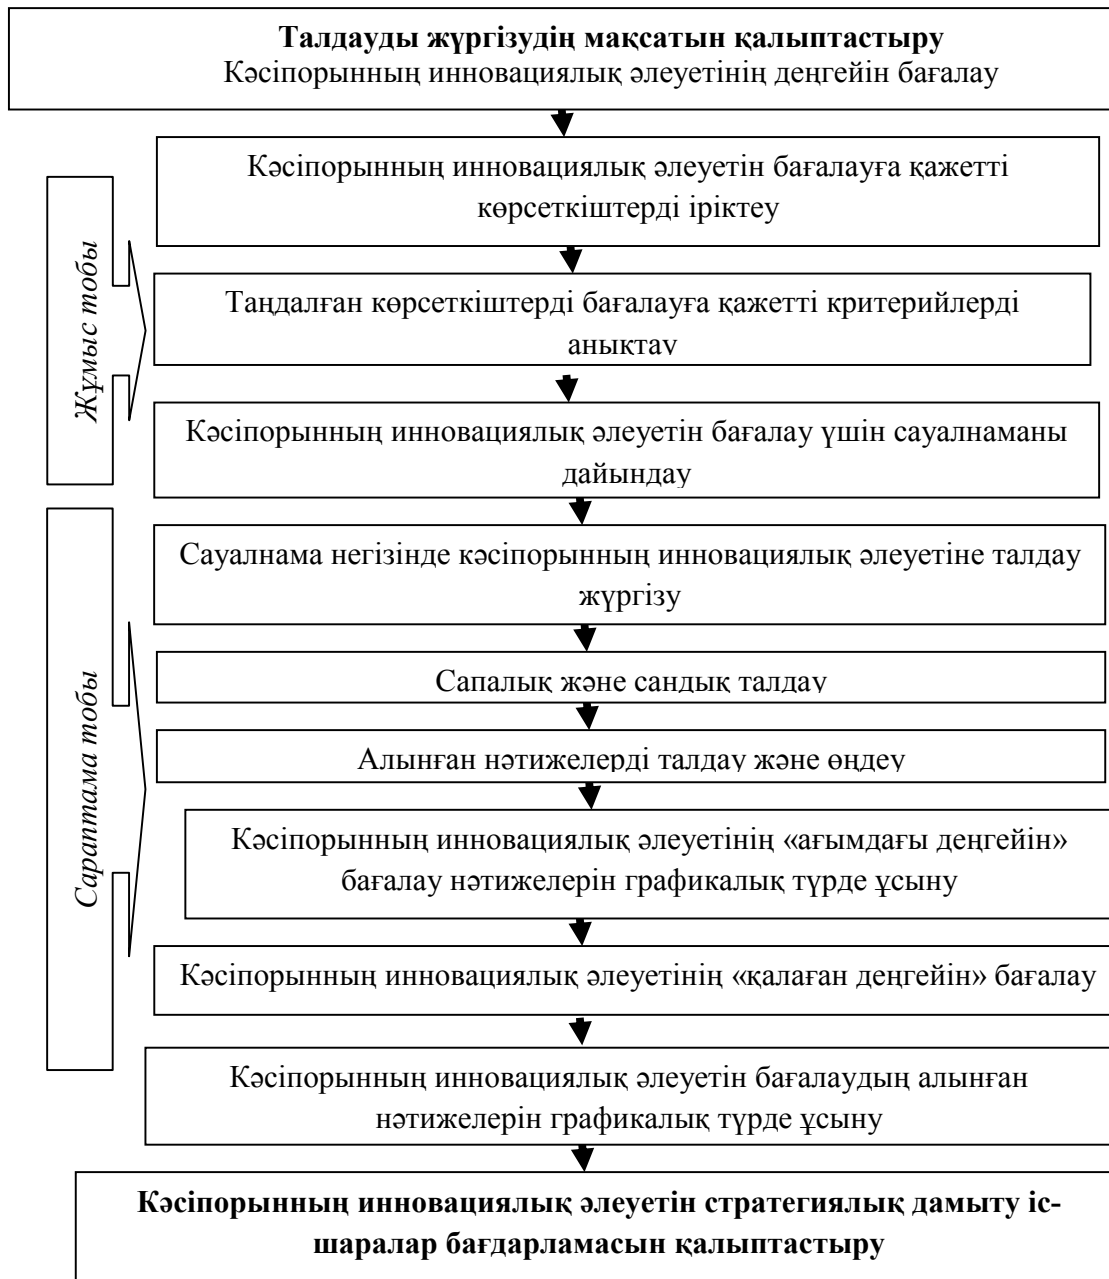 Талдауды жүргізудің мақсатын қалыптастыру
Кәсіпорынның инновациялық әлеуетінің деңгейін бағалау
Кәсіпорынның инновациялық әлеуетін бағалауға қажетті
көрсеткіштерді іріктеу
Жұмыс тобы
Таңдалған көрсеткіштерді бағалауға қажетті критерийлерді
анықтау
Кәсіпорынның инновациялық әлеуетін бағалау үшін сауалнаманы
дайындау
Сауалнама негізінде кәсіпорынның инновациялық әлеуетіне талдау
жүргізу
Сараптама тобы
Сапалық және сандық талдау
Алынған нәтижелерді талдау және өңдеу
Кәсіпорынның инновациялық әлеуетінің «ағымдағы деңгейін»
бағалау нәтижелерін графикалық түрде ұсыну
Кәсіпорынның инновациялық әлеуетінің «қалаған деңгейін» бағалау
Кәсіпорынның инновациялық әлеуетін бағалаудың алынған
нәтижелерін графикалық түрде ұсыну
Кәсіпорынның инновациялық әлеуетін стратегиялық дамыту іс-
шаралар бағдарламасын қалыптастыру